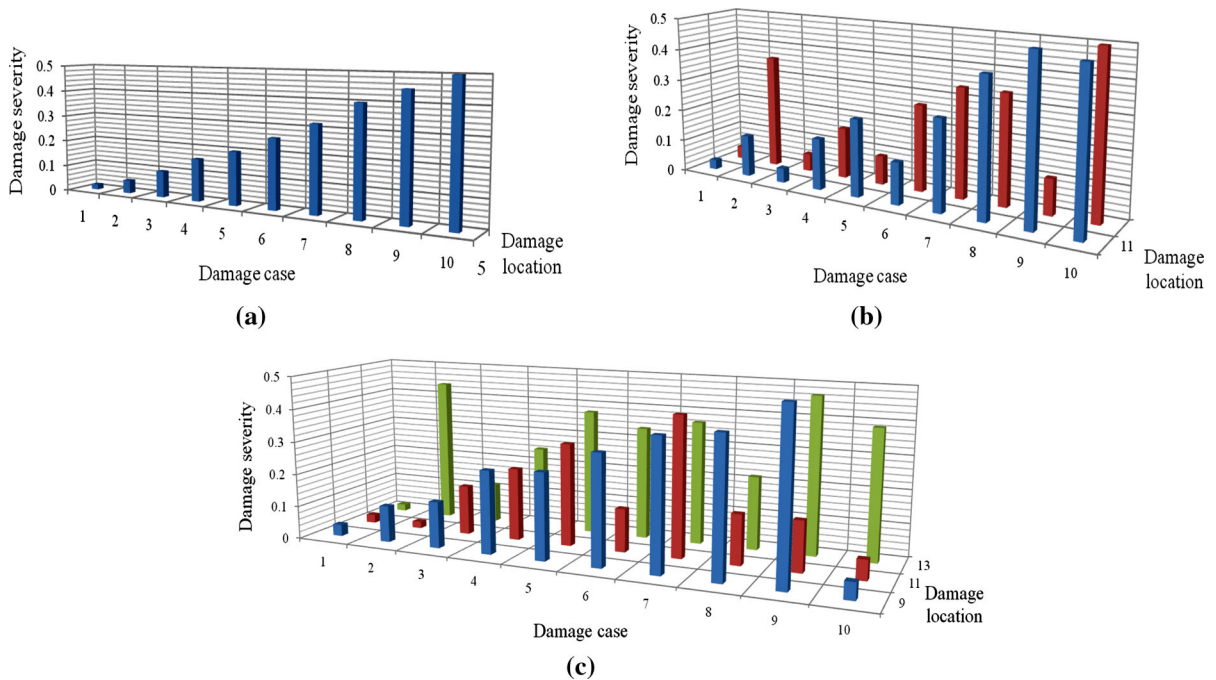 Damage severity
0.5
0.4
0.3
0.2
0.1
0
1 2 3 4 5 6 7 8 9 10
5
Damage case
Damage
location
(a)
Damage severity
0.5
0.4
0.3
0.2
0.1
0
1 2 3 4 5 6 7 8 9 10
11
Damage case
Damage
location
(b)
Damage severity
0.5
0.4
0.3
0.2
0.1
0
1 2 3 4 5 6 7 8 9 10
13
11
9
Damage case
Damage
location
(c)